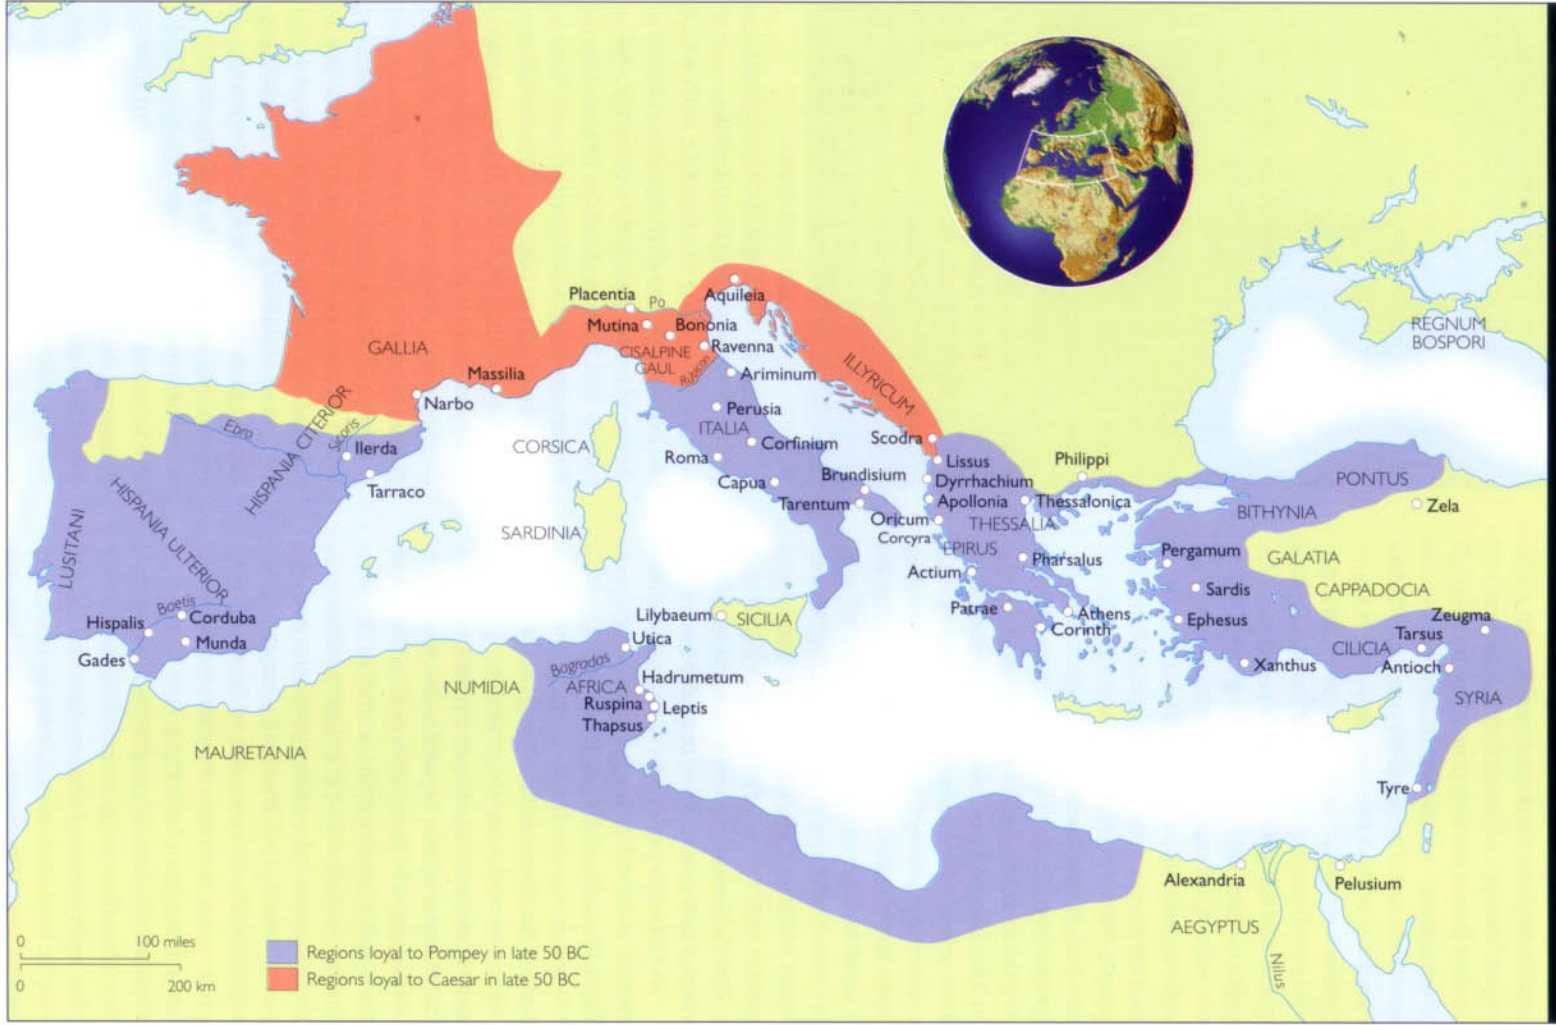 Placentia
Po
Aquileia
Mutina
Bononia
REGNUM
BOSPORI
GALLIA
CISALPINE
GAUL
Ravenna
Rubicon
ILLYRICUM
Massilia
Ariminum
Narbo
Perusia
ITALIA
Ebro
HISPANIA CITERIOR
Sicoris
Ilerda
CORSICA
Corfinium
Scodra
Roma
Lissus
Philippi
Tarraco
Capua
Brundisium
Dyrrhachium
PONTUS
Tarentum
Apollonia
Thessalonica
Zela
HISPANIA ULTERIOR
LUSITANI
SARDINIA
Oricum
Corcyra
THESSALIA
BITHYNIA
EPIRUS
Pharsalus
Pergamum
GALATIA
Actium
Sardis
CAPPADOCIA
Baetis
Corduba
Hispalis
Lilybaeum
SICILIA
Patrae
Athens
Corinth
Ephesus
Zeugma
Tarsus
Munda
Utica
CILICIA
Gades
Bagradas
Hadrumetum
Xanthus
Antioch
NUMIDIA
AFRICA
Ruspina
Leptis
SYRIA
Thapsus
MAURETANIA
Tyre
Alexandria
Pelusium
AEGYPTUS
Nilus
0 100 miles
0 200 km
Regions loyal to Pompey in late 50 BC
Regions loyal to Caesar in late 50 BC